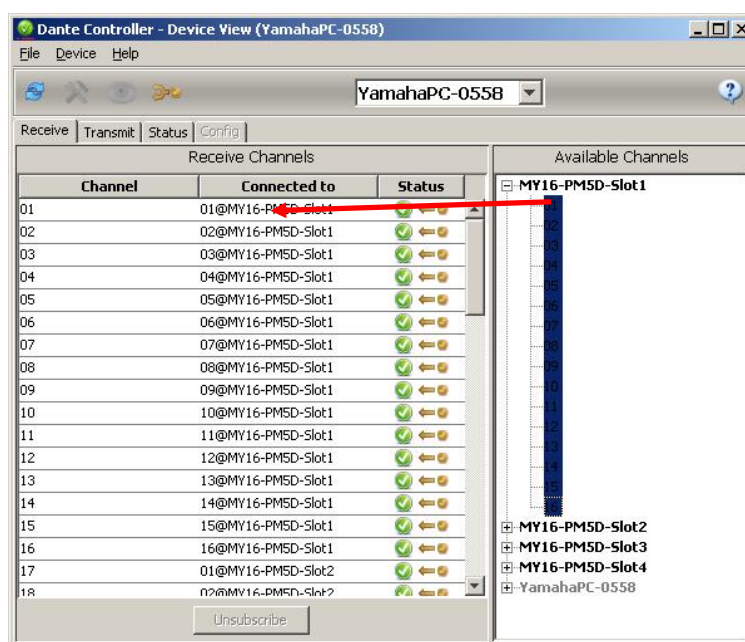 Dante Controller - Device View (YamahaPC-0558)
File Device Help
YamahaPC-0558
Receive Transmit Status Config
Receive Channels
Channel Connected to Status
01 01@MY16-PM5D-Slot1
02 02@MY16-PM5D-Slot1
03 03@MY16-PM5D-Slot1
04 04@MY16-PM5D-Slot1
05 05@MY16-PM5D-Slot1
06 06@MY16-PM5D-Slot1
07 07@MY16-PM5D-Slot1
08 08@MY16-PM5D-Slot1
09 09@MY16-PM5D-Slot1
10 10@MY16-PM5D-Slot1
11 11@MY16-PM5D-Slot1
12 12@MY16-PM5D-Slot1
13 13@MY16-PM5D-Slot1
14 14@MY16-PM5D-Slot1
15 15@MY16-PM5D-Slot1
16 16@MY16-PM5D-Slot1
17 01@MY16-PM5D-Slot2
18 02@MY16-PM5D-Slot2
Unsubscribe
Available Channels
MY16-PM5D-Slot1
01
02
03
04
05
06
07
08
09
10
11
12
13
14
15
16
MY16-PM5D-Slot2
MY16-PM5D-Slot3
MY16-PM5D-Slot4
YamahaPC-0558